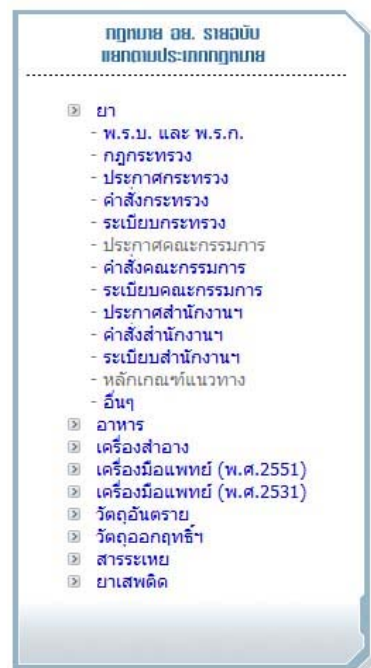 กฎหมาย อย. รายฉบับ
แยกตามประเภทกฎหมาย
ยา
- พ.ร.บ. และ พ.ร.ก.
- กฎกระทรวง
- ประกาศกระทรวง
- คำสั่งกระทรวง
- ระเบียบกระทรวง
- ประกาศคณะกรรมการ
- คำสั่งคณะกรรมการ
- ระเบียบคณะกรรมการ
- ประกาศสำนักงานฯ
- คำสั่งสำนักงานฯ
- ระเบียบสำนักงานฯ
- หลักเกณฑ์แนวทาง
- อื่นๆ
อาหาร
เครื่องสำอาง
เครื่องมือแพทย์ (พ.ศ.2551)
เครื่องมือแพทย์ (พ.ศ.2531)
วัตถุอันตราย
วัตถุออกฤทธิ์ฯ
สารระเหย
ยาเสพติด